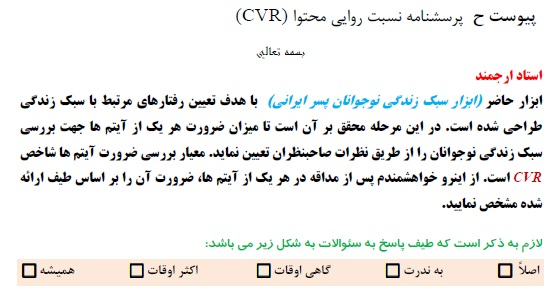 پیوست ح پرسشنامه نسبت روایی محتوا (CVR)
بسمه تعالی
استاد ارجمند
ابزار حاضر (ابزار سبک زندگی نوجوانان پسر ایرانی) با هدف تعیین رفتارهای مرتبط با سبک زندگی
طراحی شده است. در این مرحله محقق بر آن است تا میزان ضرورت هر یک از آیتم ها جهت بررسی
سبک زندگی نوجوانان را از طریق نظرات صاحبنظران تعیین نماید. معیار بررسی ضرورت آیتم ها شاخص
CVR است. از اینرو خواهشمندم پس از مداقه در هر یک از آیتم ها، ضرورت آن را بر اساس طیف ارائه
شده مشخص نمایید.
لازم به ذکر است که طیف پاسخ به سئوالات به شکل زیر می باشد:
اصلاً به ندرت گاهی اوقات اکثر اوقات همیشه